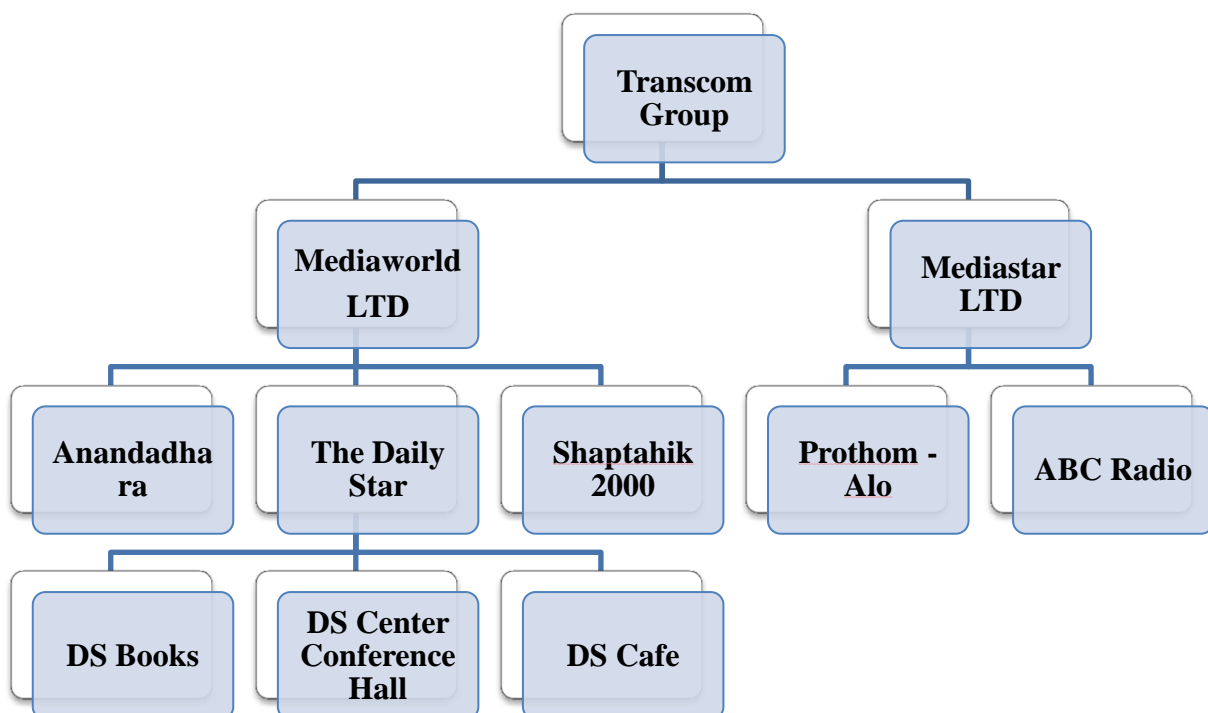 Transcom
Group
Mediaworld
LTD
Mediastar
LTD
Anandadha
ra
The Daily
Star
Shaptahik
2000
Prothom -
Alo
ABC Radio
DS Books
DS Center
Conference
Hall
DS Cafe